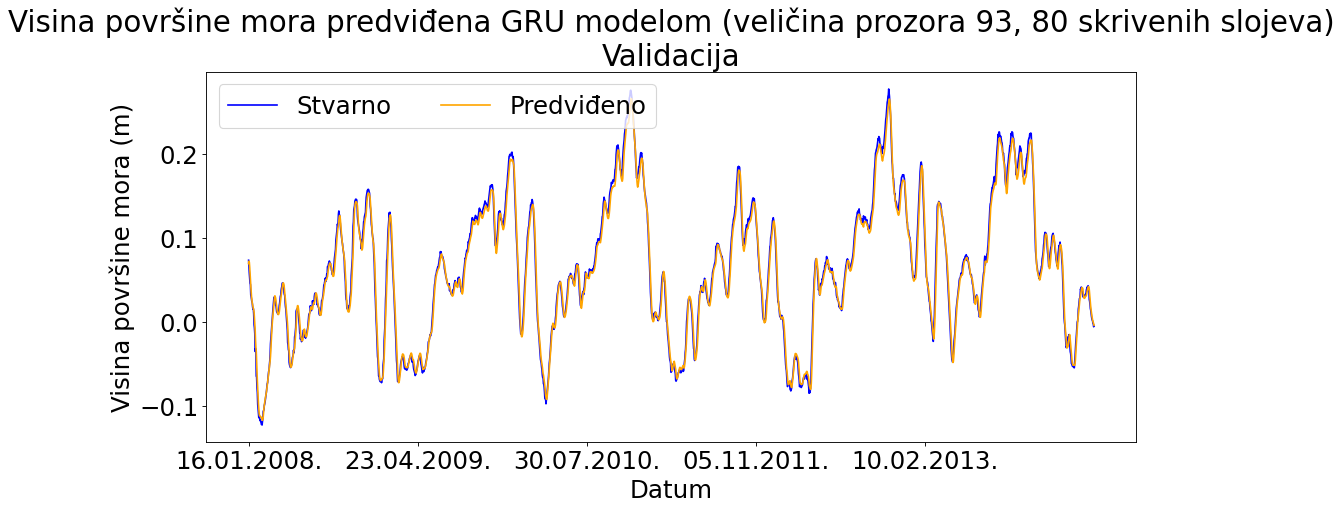 Visina površine mora predviđena GRU modelom (veličina prozora 93, 80 skrivenih slojeva)
Validacija
Stvarno Predviđeno
Visina površine mora (m)
0.2
0.1
0.0
−0.1
16.01.2008. 23.04.2009. 30.07.2010. 05.11.2011. 10.02.2013.
Datum